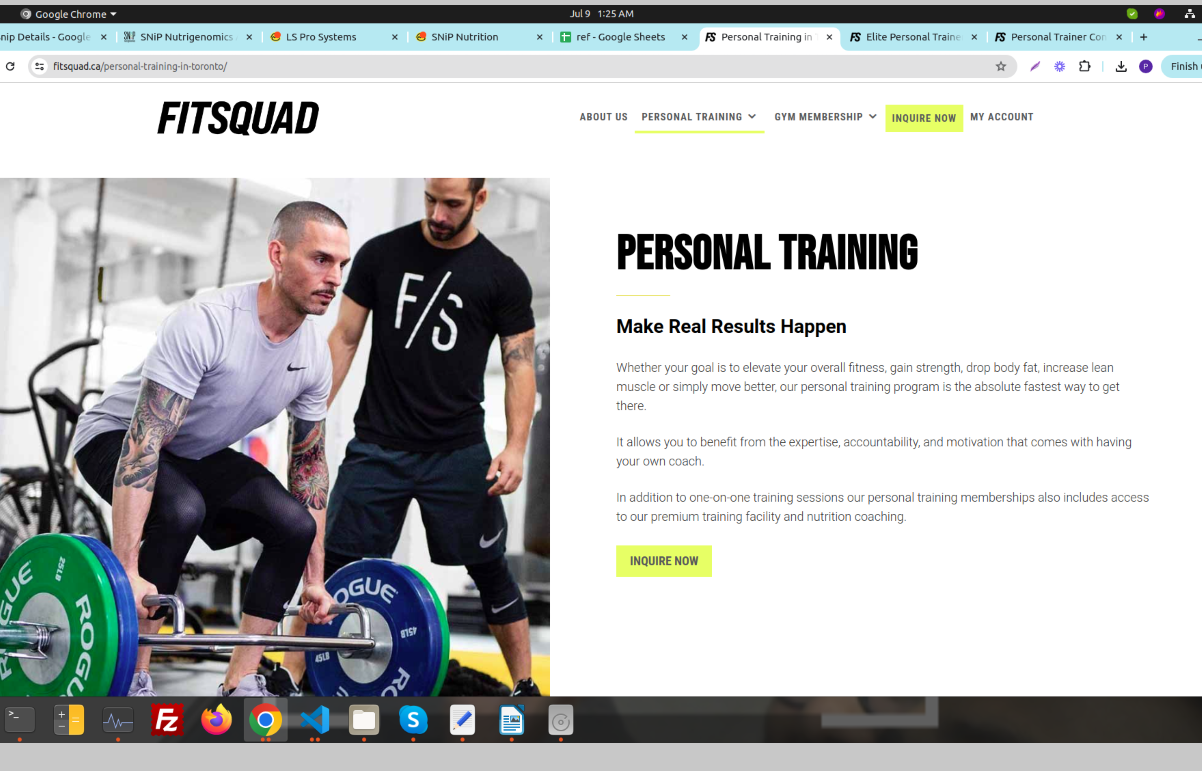 Google Chrome
Jul 9 1:25 AM
nip Details - Google
SNiP Nutrigenomics
LS Pro Systems
SNiP Nutrition
ref - Google Sheets
Personal Training in
Elite Personal Traine
Personal Trainer Con
fitsquad.ca/personal-training-in-toronto/
P
Finish
FITSQUAD
ABOUT US
PERSONAL TRAINING
GYM MEMBERSHIP
INQUIRE NOW
MY ACCOUNT
F/S
PERSONAL TRAINING
Make Real Results Happen
Whether your goal is to elevate your overall fitness, gain strength, drop body fat, increase lean
muscle or simply move better, our personal training program is the absolute fastest way to get
there.
It allows you to benefit from the expertise, accountability, and motivation that comes with having
your own coach.
In addition to one-on-one training sessions our personal training memberships also includes access
to our premium training facility and nutrition coaching.
INQUIRE NOW
25LB
ROGUE
OGUE
45LB
45LB
Fz
S